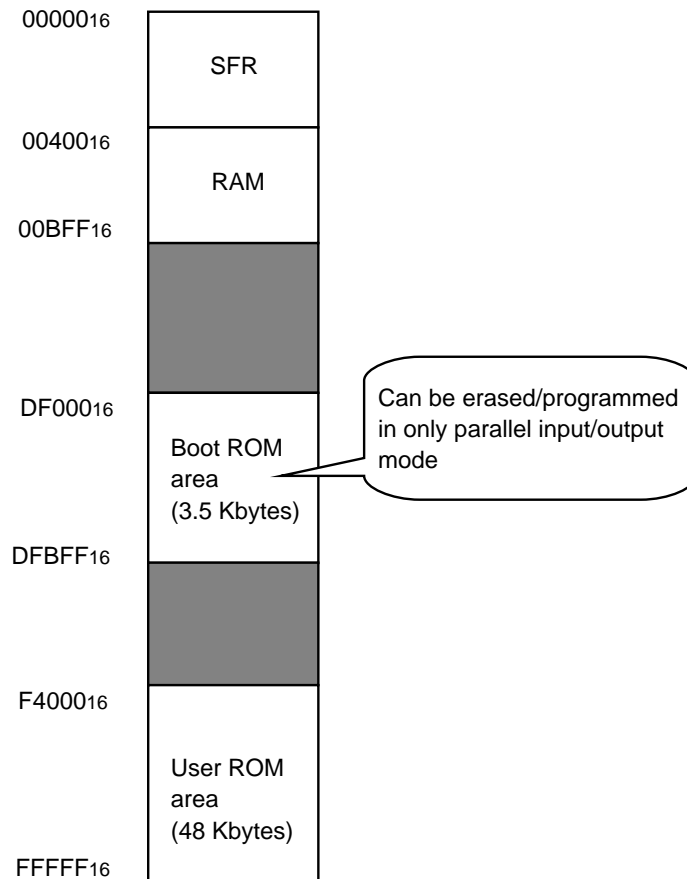 0000016
SFR
0040016
RAM
00BFF16
DF00016
Can be erased/programmed
in only parallel input/output
mode
Boot ROM
area
(3.5 Kbytes)
DFBFF16
F400016
User ROM
area
(48 Kbytes)
FFFFF16